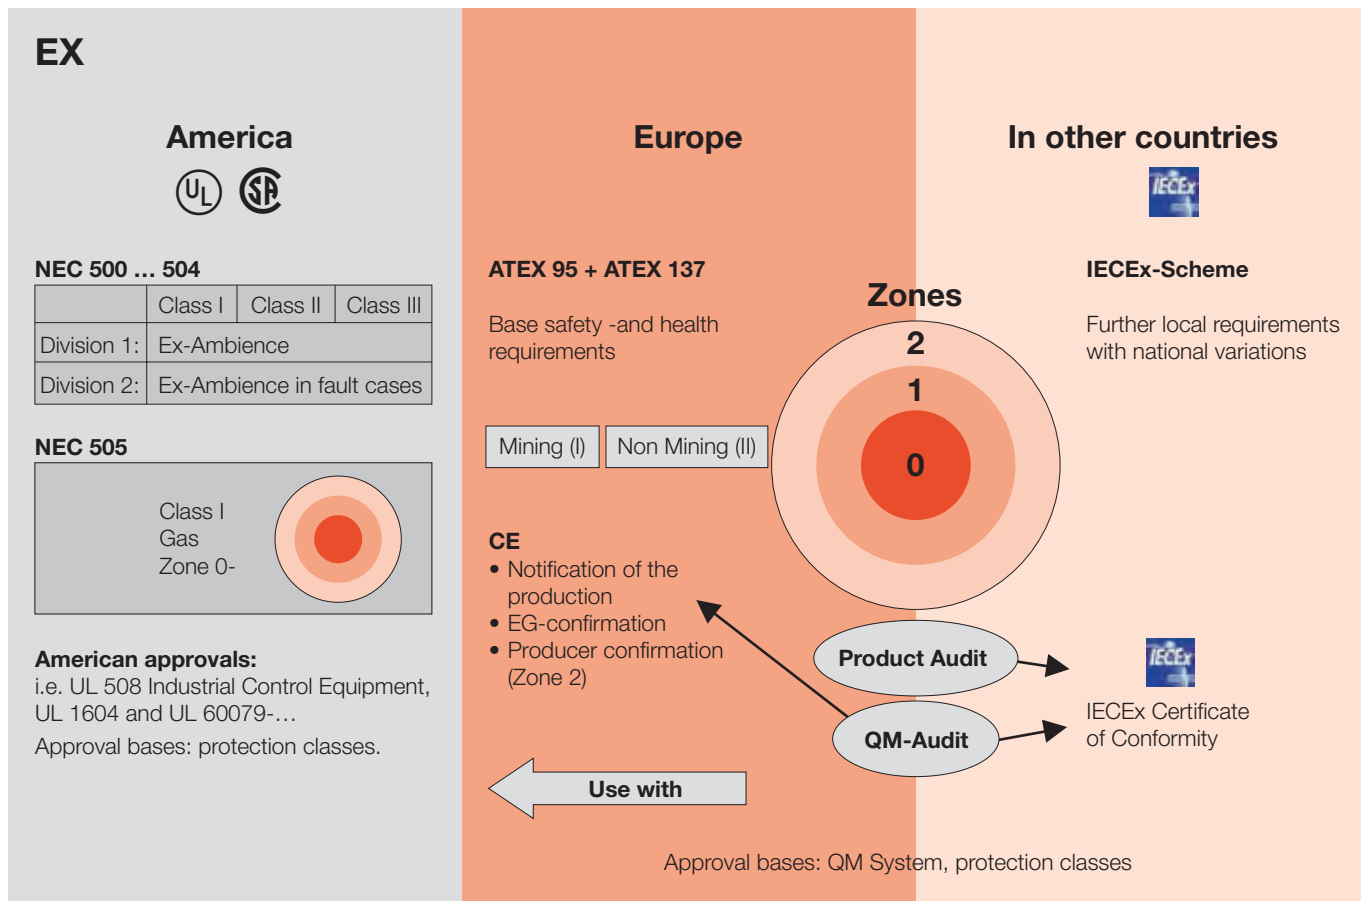 EX
America
UL
SA
NEC 500 ... 504
Class I
Class II
Class III
Division 1:
Ex-Ambience
Division 2:
Ex-Ambience in fault cases
NEC 505
Class I
Gas
Zone 0-
American approvals:
i.e. UL 508 Industrial Control Equipment,
UL 1604 and UL 60079-…
Approval bases: protection classes.
Europe
ATEX 95 + ATEX 137
Base safety -and health
requirements
Mining (I)
Non Mining (II)
CE
• Notification of the
production
• EG-confirmation
• Producer confirmation
(Zone 2)
Use with
Zones
2
1
0
Product Audit
QM-Audit
In other countries
IECEx
IECEx-Scheme
Further local requirements
with national variations
IECEx
IECEx Certificate
of Conformity
Approval bases: QM System, protection classes